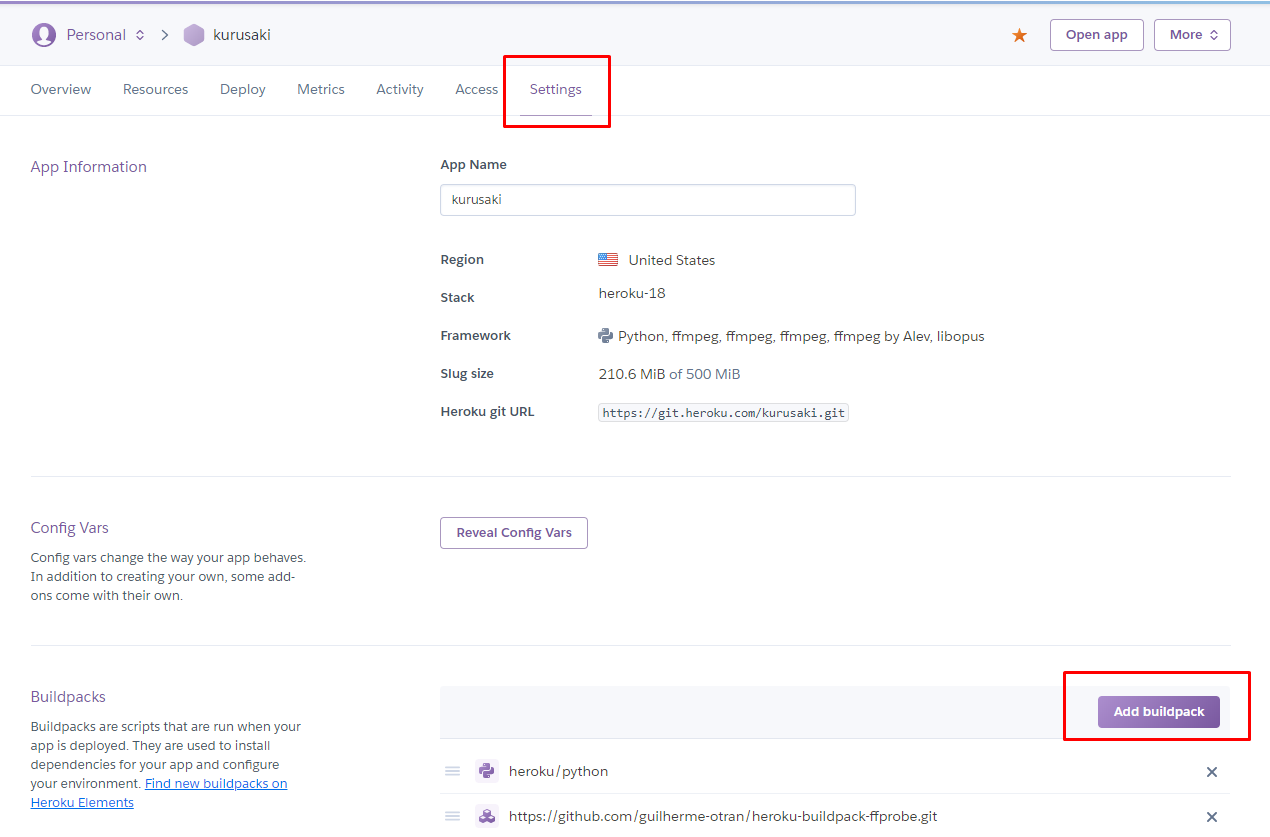 Personal
kurusaki
Open app
More
Overview
Resources
Deploy
Metrics
Activity
Access
Settings
App Information
App Name
kurusaki
Region
United States
Stack
heroku-18
Framework
Python, ffmpeg, ffmpeg, ffmpeg, ffmpeg by Alev, libopus
Slug size
210.6 MiB of 500 MiB
Heroku git URL
https://git.heroku.com/kurusaki.git
Config Vars
Config vars change the way your app behaves.
In addition to creating your own, some add-
ons come with their own.
Reveal Config Vars
Buildpacks
Buildpacks are scripts that are run when your
app is deployed. They are used to install
dependencies for your app and configure
your environment. Find new buildpacks on
Heroku Elements
Add buildpack
heroku/python
https://github.com/guilherme-otran/heroku-buildpack-ffprobe.git